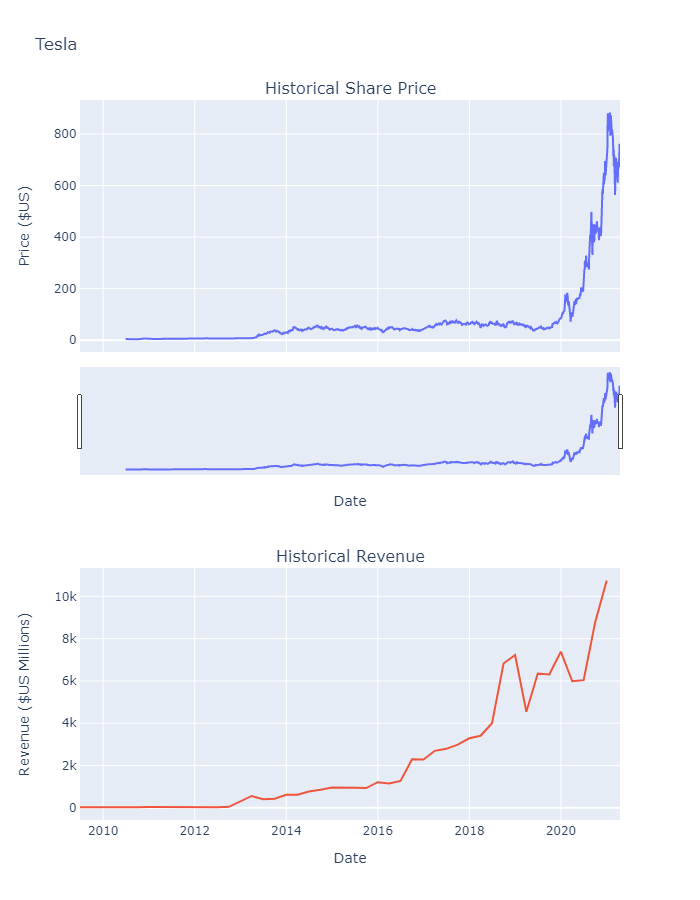 Tesla
Historical Share Price
800
600
400
200
0
Price ($US)
Date
Historical Revenue
10k
8k
6k
4k
2k
0
Revenue ($US Millions)
2010 2012 2014 2016 2018 2020
Date